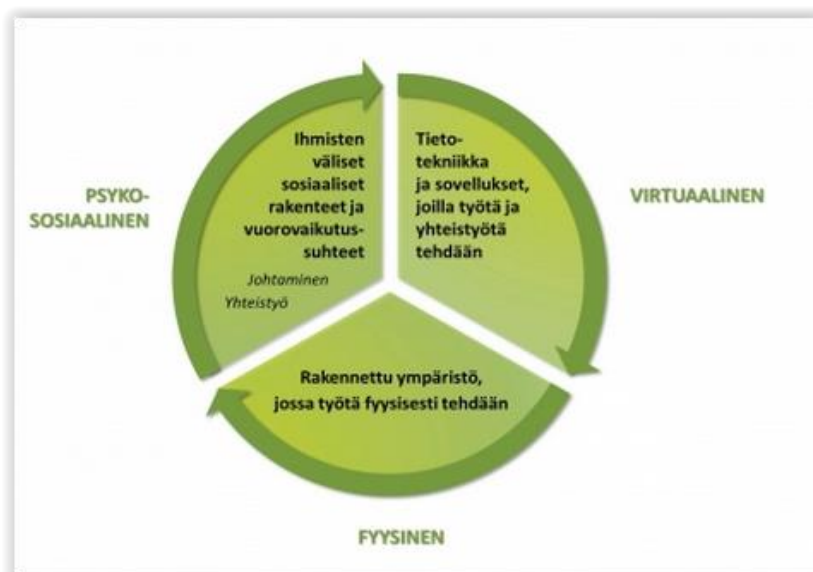 Ihmisten
väliset
sosiaaliset
rakenteet ja
vuorovaikutus-
suhteet
Johtaminen
Yhteistyö
Tieto-
tekniikka
ja sovellukset,
joilla työtä ja
yhteistyötä
tehdään
PSYKO-
SOSIAALINEN
VIRTUAALINEN
Rakennettu ympäristö,
jossa työtä fyysisesti tehdään
FYYSINEN